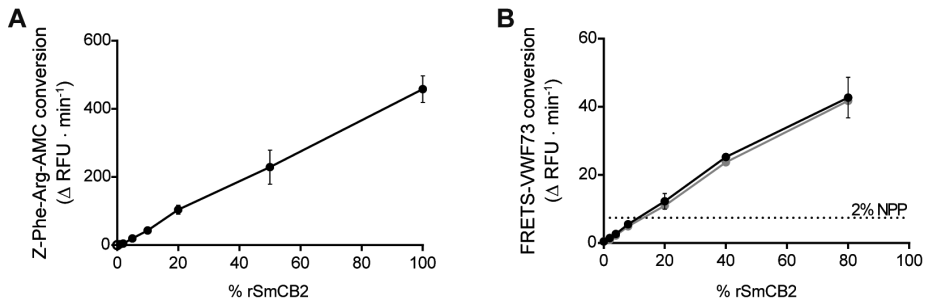 A
Z-Phe-Arg-AMC conversion
(Δ RFU · min⁻¹)
600
400
200
0
0 20 40 60 80 100
% rSmCB2
B
FRETS-VWF73 conversion
(Δ RFU · min⁻¹)
60
40
20
0
2% NPP
0 20 40 60 80 100
% rSmCB2